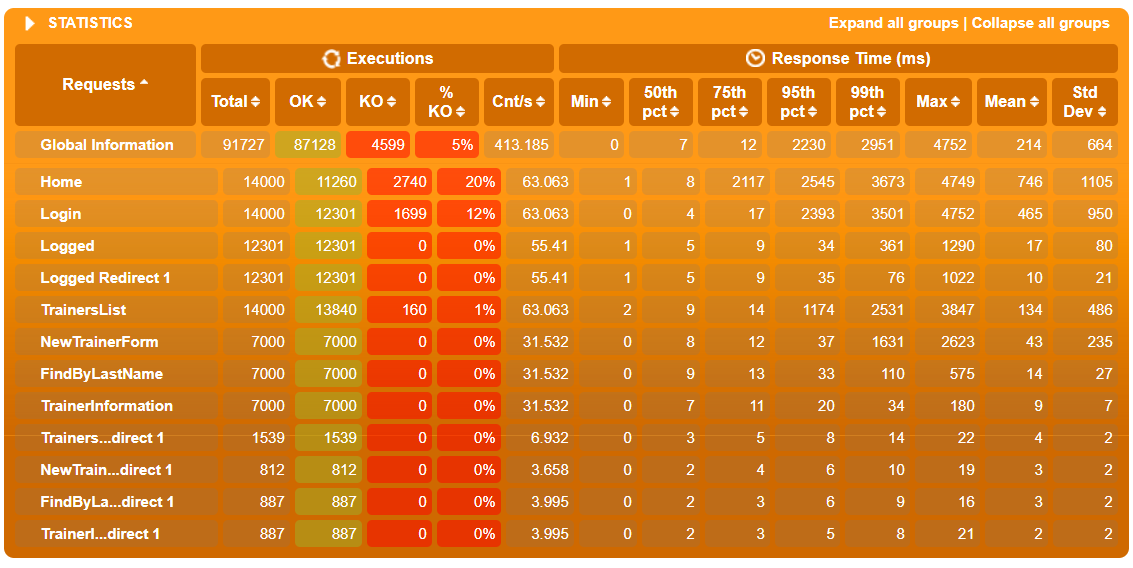 STATISTICS Expand all groups | Collapse all groups
Requests Executions Response Time (ms)
Total OK KO % KO Cnt/s Min 50th pct 75th pct 95th pct 99th pct Max Mean Std Dev
Global Information 91727 87128 4599 5% 413.185 0 7 12 2230 2951 4752 214 664
Home 14000 11260 2740 20% 63.063 1 8 2117 2545 3673 4749 746 1105
Login 14000 12301 1699 12% 63.063 0 4 17 2393 3501 4752 465 950
Logged 12301 12301 0 0% 55.41 1 5 9 34 361 1290 17 80
Logged Redirect 1 12301 12301 0 0% 55.41 1 5 9 35 76 1022 10 21
TrainersList 14000 13840 160 1% 63.063 2 9 14 1174 2531 3847 134 486
NewTrainerForm 7000 7000 0 0% 31.532 0 8 12 37 1631 2623 43 235
FindByLastName 7000 7000 0 0% 31.532 0 9 13 33 110 575 14 27
TrainerInformation 7000 7000 0 0% 31.532 0 7 11 20 34 180 9 7
Trainers...direct 1 1539 1539 0 0% 6.932 0 3 5 8 14 22 4 2
NewTrain...direct 1 812 812 0 0% 3.658 0 2 4 6 10 19 3 2
FindByLa...direct 1 887 887 0 0% 3.995 0 2 3 6 9 16 3 2
TrainerI...direct 1 887 887 0 0% 3.995 0 2 3 5 8 21 2 2